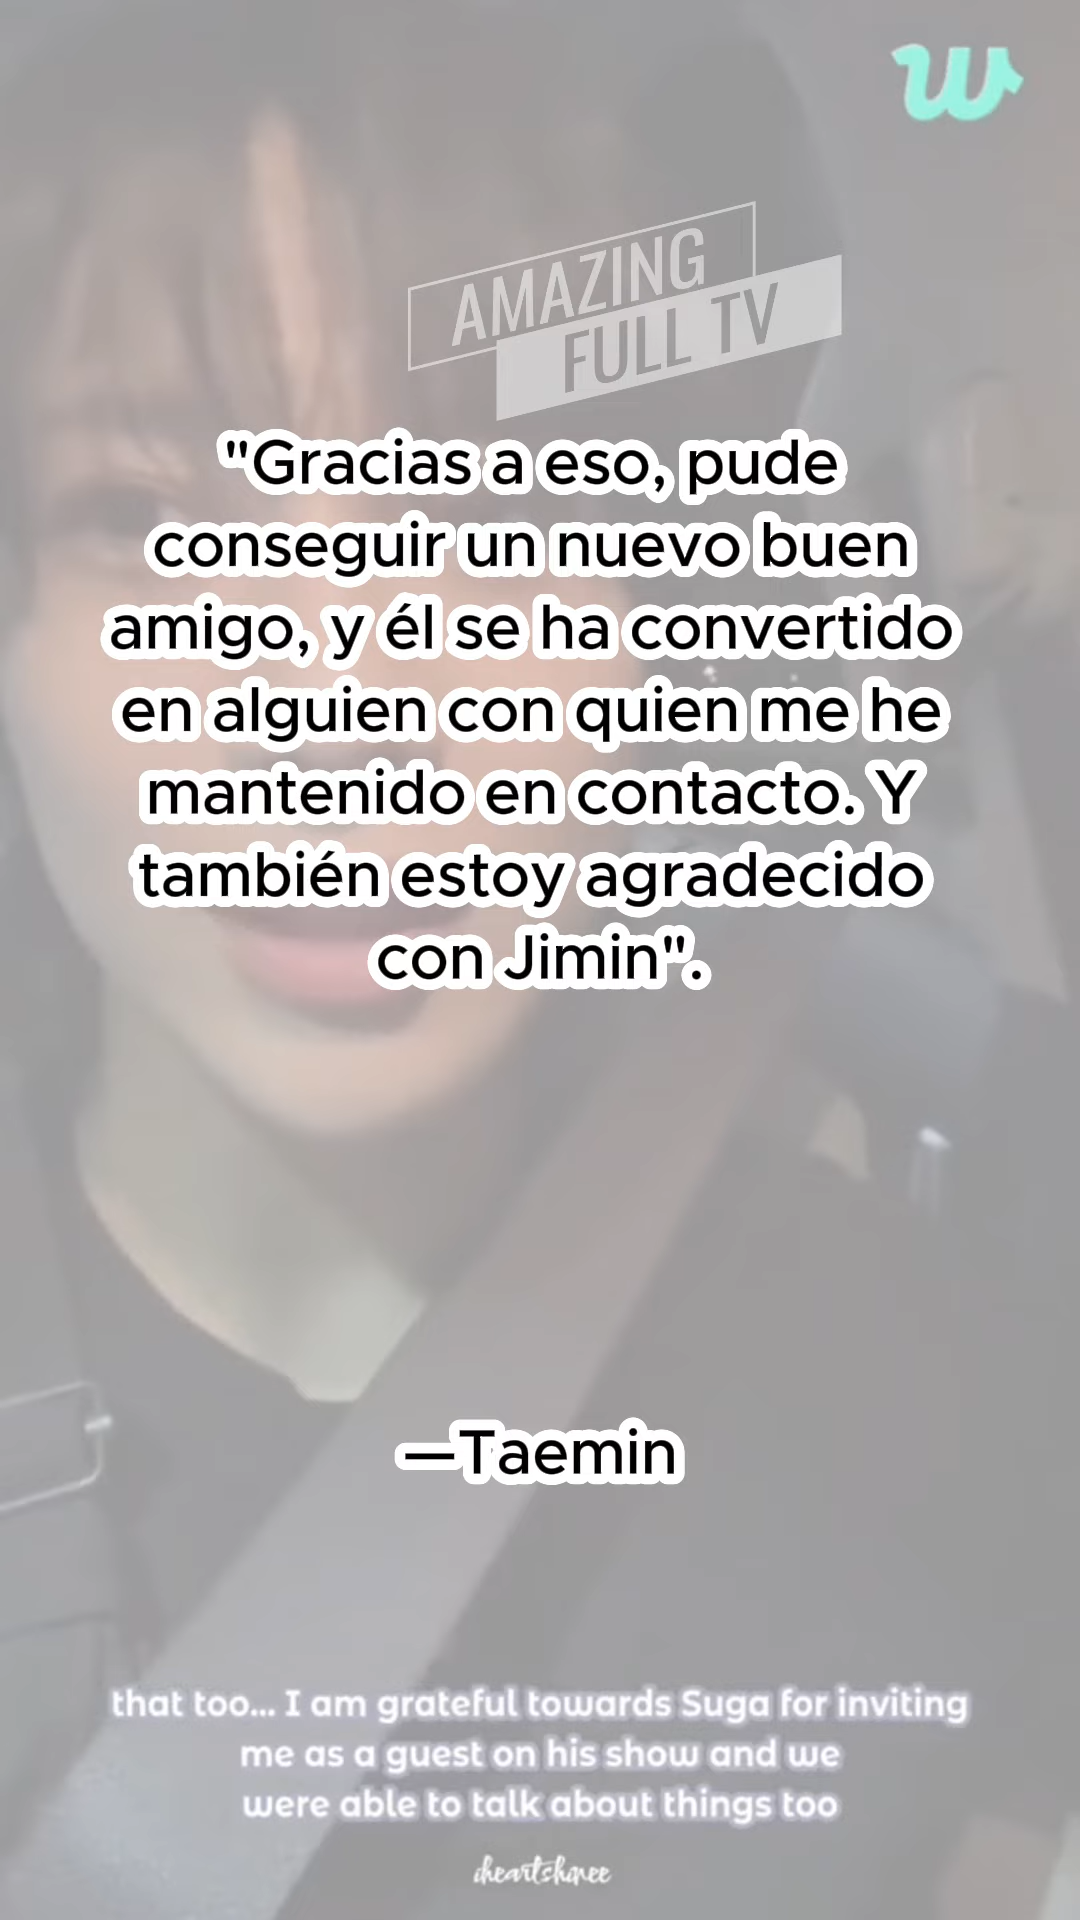 W
AMAZING
FULL TV
"Gracias a eso, pude
conseguir un nuevo buen
amigo, y él se ha convertido
en alguien con quien me he
mantenido en contacto. Y
también estoy agradecido
con Jimin".
—Taemin
that too... I am grateful towards Suga for inviting
me as a guest on his show and we
were able to talk about things too
iheartshinee